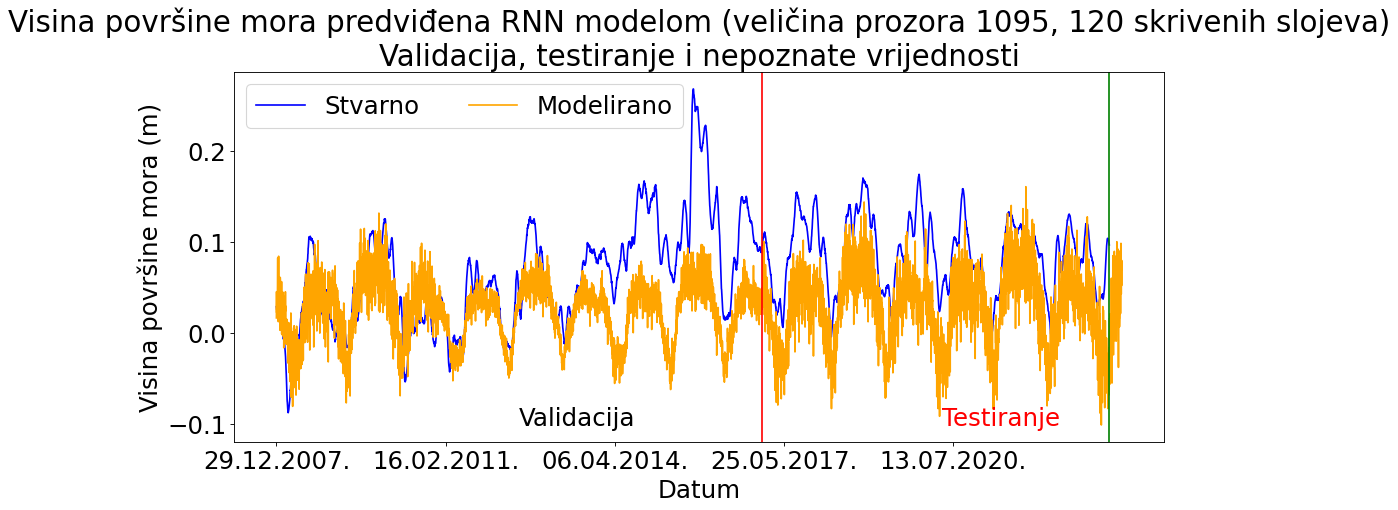 Visina površine mora predviđena RNN modelom (veličina prozora 1095, 120 skrivenih slojeva)
Validacija, testiranje i nepoznate vrijednosti
Stvarno Modelirano
Visina površine mora (m)
0.2
0.1
0.0
−0.1
Validacija Testiranje
29.12.2007. 16.02.2011. 06.04.2014. 25.05.2017. 13.07.2020.
Datum